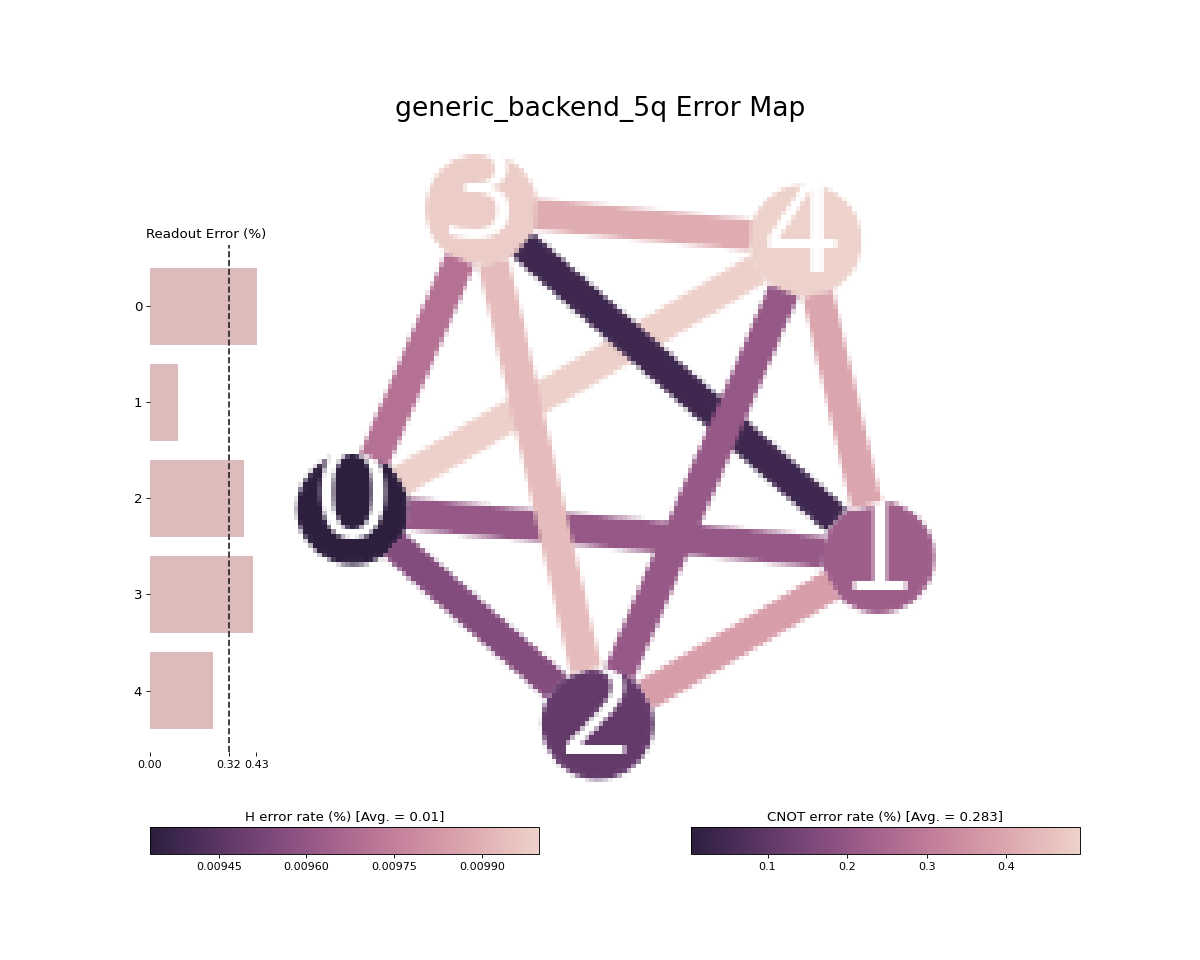 generic_backend_5q Error Map
3
4
Readout Error (%)
0
1
2
3
4
0
1
2
0.00 0.32 0.43
H error rate (%) [Avg. = 0.01]
CNOT error rate (%) [Avg. = 0.283]
0.00945 0.00960 0.00975 0.00990
0.1 0.2 0.3 0.4